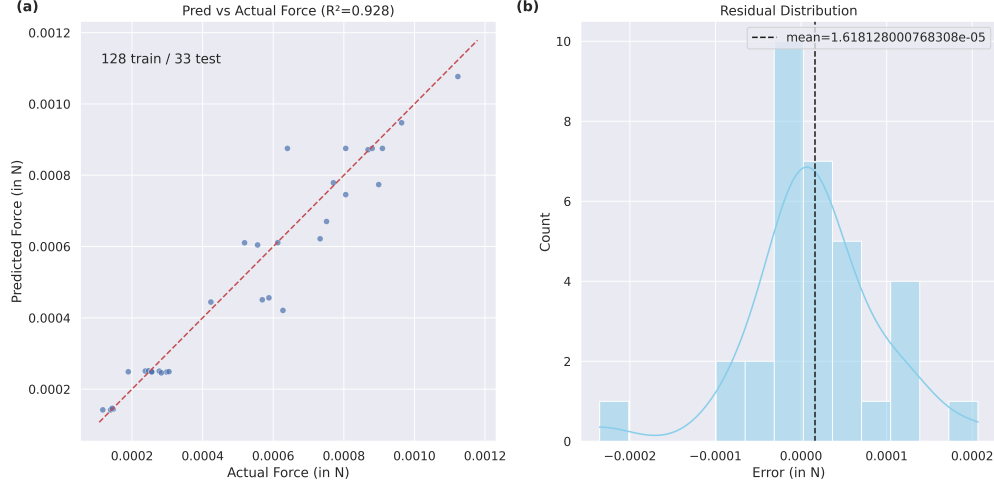 (a)
Pred vs Actual Force (R²=0.928)
128 train / 33 test
0.0012
0.0010
0.0008
0.0006
0.0004
0.0002
Predicted Force (in N)
0.0002 0.0004 0.0006 0.0008 0.0010 0.0012
Actual Force (in N)
(b)
Residual Distribution
mean=1.618128000768308e-05
10
8
6
4
2
0
Count
−0.0002 −0.0001 0.0000 0.0001 0.0002
Error (in N)